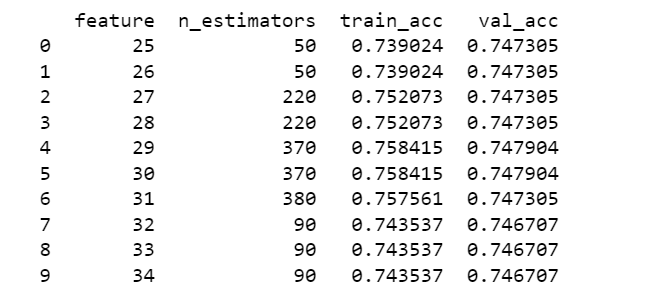 feature n_estimators train_acc val_acc
0 25 50 0.739024 0.747305
1 26 50 0.739024 0.747305
2 27 220 0.752073 0.747305
3 28 220 0.752073 0.747305
4 29 370 0.758415 0.747904
5 30 370 0.758415 0.747904
6 31 380 0.757561 0.747305
7 32 90 0.743537 0.746707
8 33 90 0.743537 0.746707
9 34 90 0.743537 0.746707